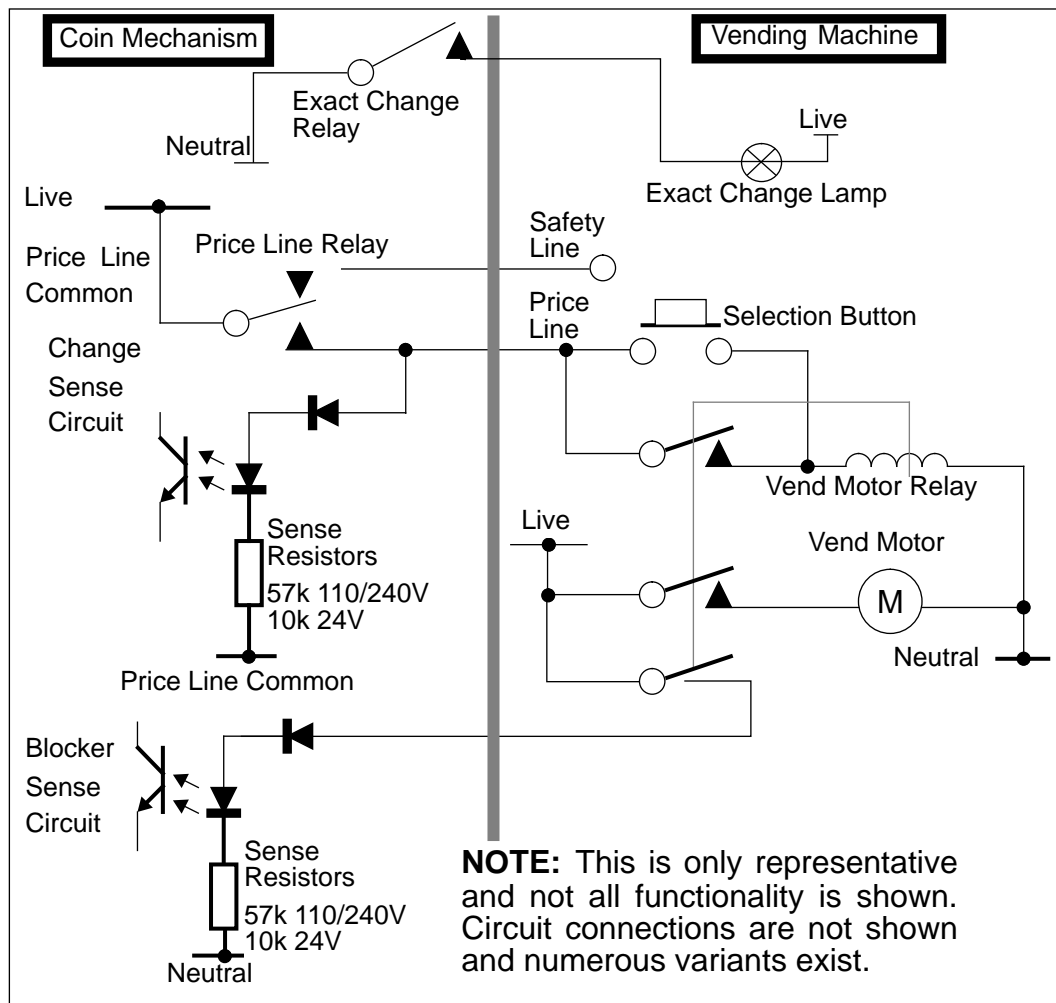 Coin Mechanism
Vending Machine
Exact Change
Relay
Neutral
Live
Exact Change Lamp
Live
Price Line Relay
Safety
Line
Price Line
Common
Price
Line
Selection Button
Change
Sense
Circuit
Vend Motor Relay
Sense
Resistors
57k 110/240V
10k 24V
Live
Vend Motor
M
Neutral
Price Line Common
Blocker
Sense
Circuit
Sense
Resistors
57k 110/240V
10k 24V
Neutral
NOTE: This is only representative
and not all functionality is shown.
Circuit connections are not shown
and numerous variants exist.